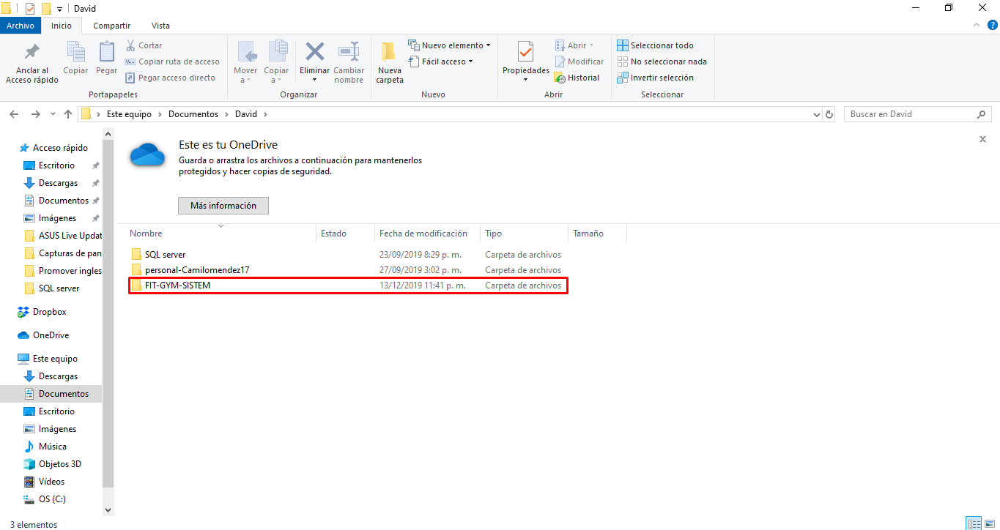 David
Archivo Inicio Compartir Vista
Anclar al
Acceso rápido
Copiar
Pegar
Cortar
Copiar ruta de acceso
Pegar acceso directo
Portapapeles
Mover
a
Copiar
a
Eliminar
Cambiar
nombre
Organizar
Nueva
carpeta
Nuevo elemento
Fácil acceso
Nuevo
Propiedades
Abrir
Modificar
Historial
Abrir
Seleccionar todo
No seleccionar nada
Invertir selección
Seleccionar
Este equipo > Documentos > David >
Buscar en David
Acceso rápido
Escritorio
Descargas
Documentos
Imágenes
ASUS Live Updat
Capturas de pan
Promover ingles
SQL server
Dropbox
OneDrive
Este equipo
Descargas
Documentos
Escritorio
Imágenes
Música
Objetos 3D
Vídeos
OS (C:)
Este es tu OneDrive
Guarda o arrastra los archivos a continuación para mantenerlos
protegidos y hacer copias de seguridad.
Más información
Nombre Estado Fecha de modificación Tipo Tamaño
SQL server 23/09/2019 8:29 p. m. Carpeta de archivos
personal-Camilomendez17 27/09/2019 3:02 p. m. Carpeta de archivos
FIT-GYM-SISTEM 13/12/2019 11:41 p. m. Carpeta de archivos
3 elementos